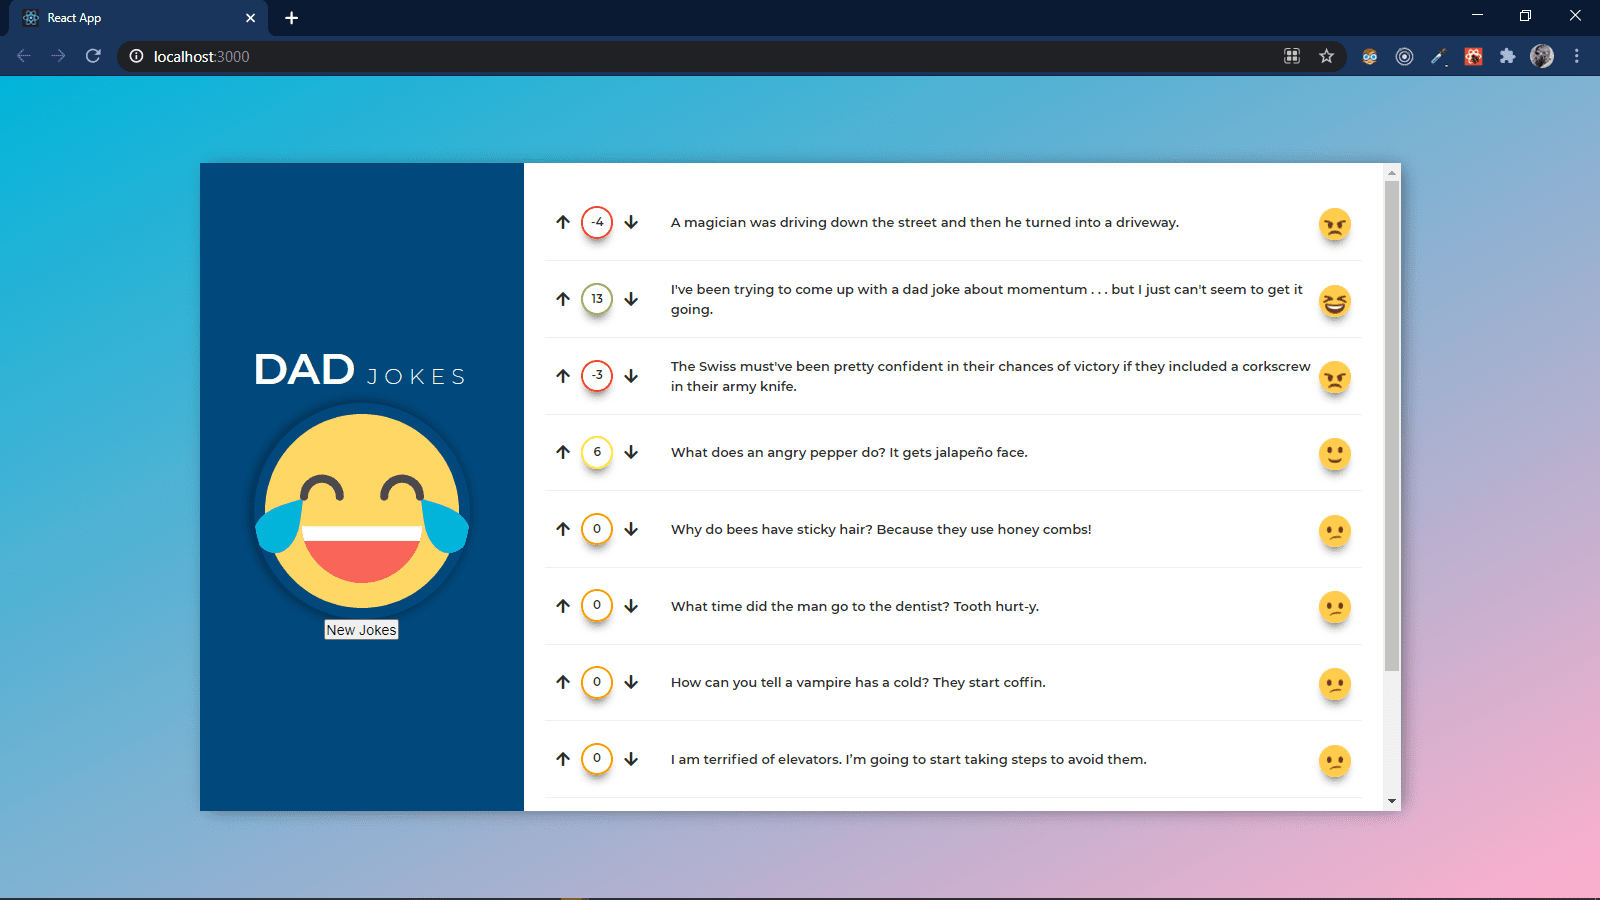 React App
localhost:3000
DAD JOKES
New Jokes
-4
A magician was driving down the street and then he turned into a driveway.
13
I've been trying to come up with a dad joke about momentum . . . but I just can't seem to get it
going.
-3
The Swiss must've been pretty confident in their chances of victory if they included a corkscrew
in their army knife.
6
What does an angry pepper do? It gets jalapeño face.
0
Why do bees have sticky hair? Because they use honey combs!
0
What time did the man go to the dentist? Tooth hurt-y.
0
How can you tell a vampire has a cold? They start coffin.
0
I am terrified of elevators. I’m going to start taking steps to avoid them.